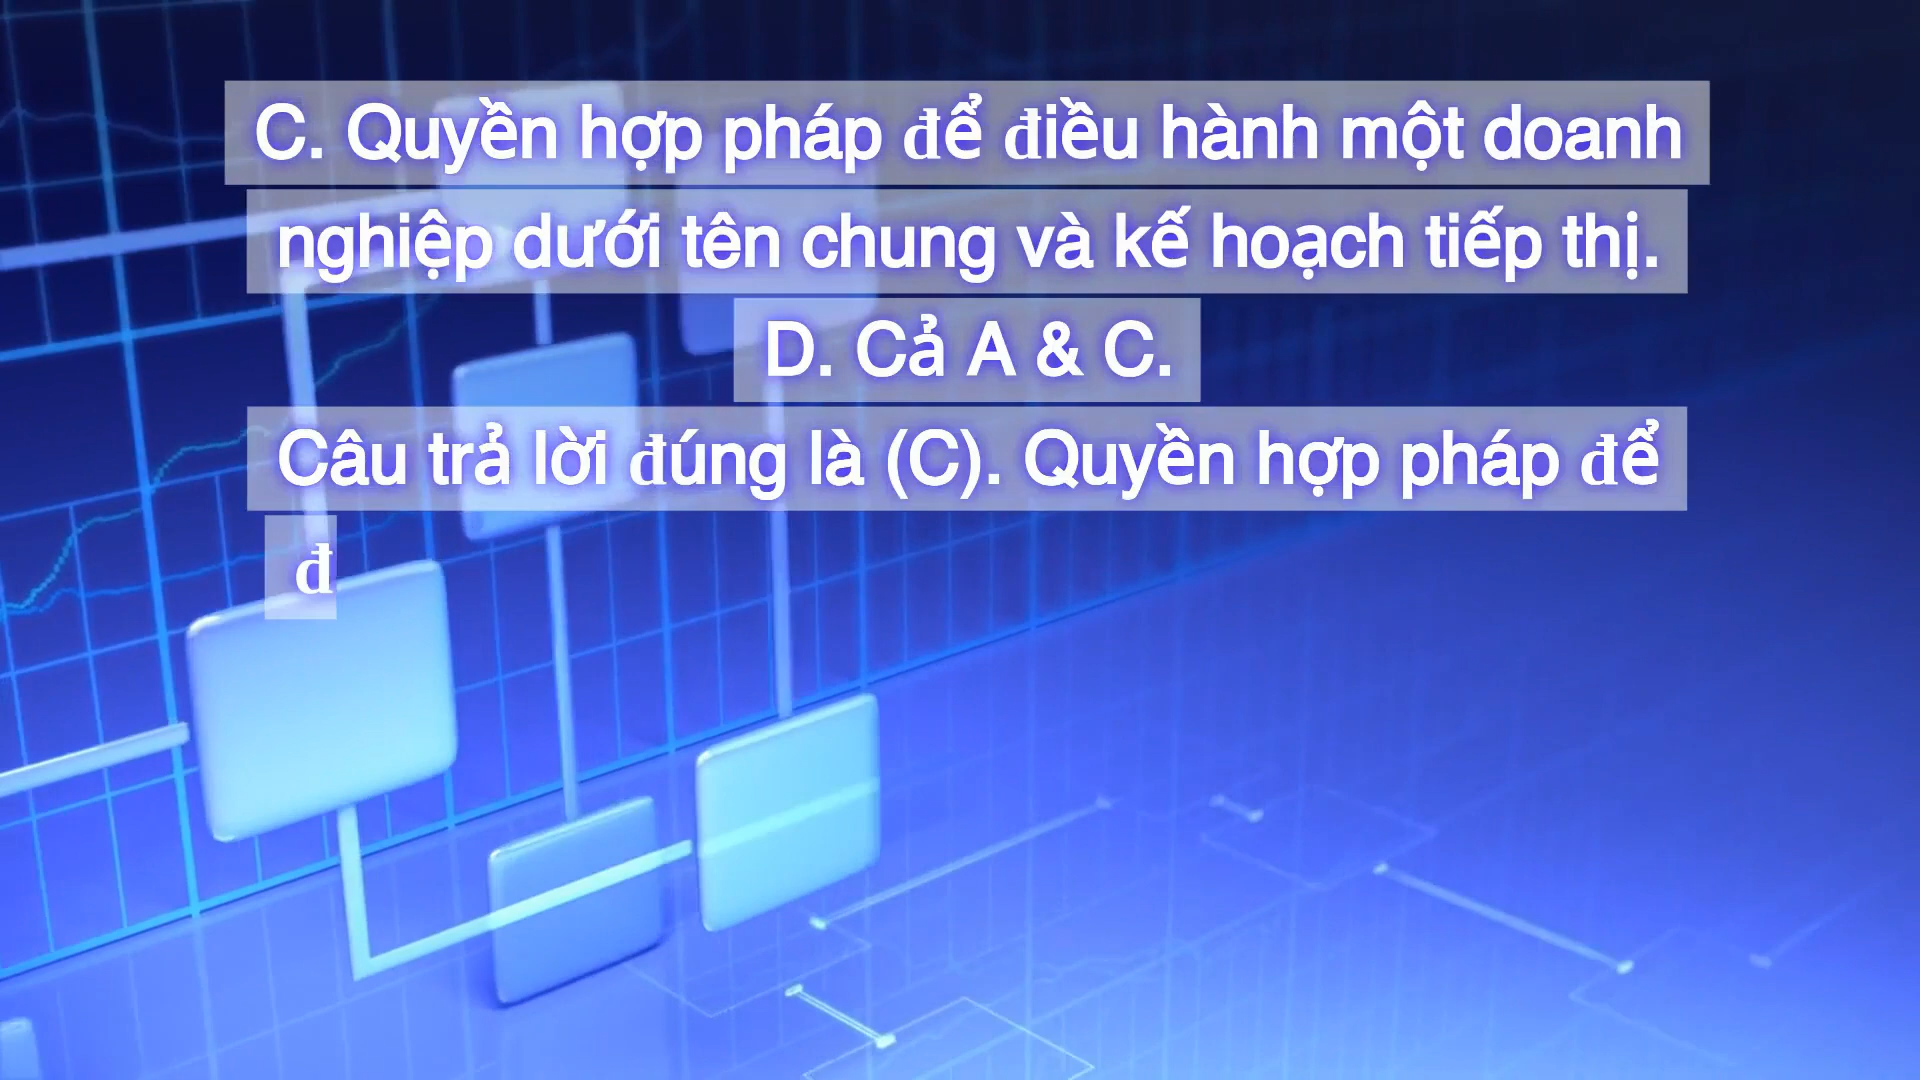 C. Quyền hợp pháp để điều hành một doanh
nghiệp dưới tên chung và kế hoạch tiếp thị.
D. Cả A & C.
Câu trả lời đúng là (C). Quyền hợp pháp để
đ